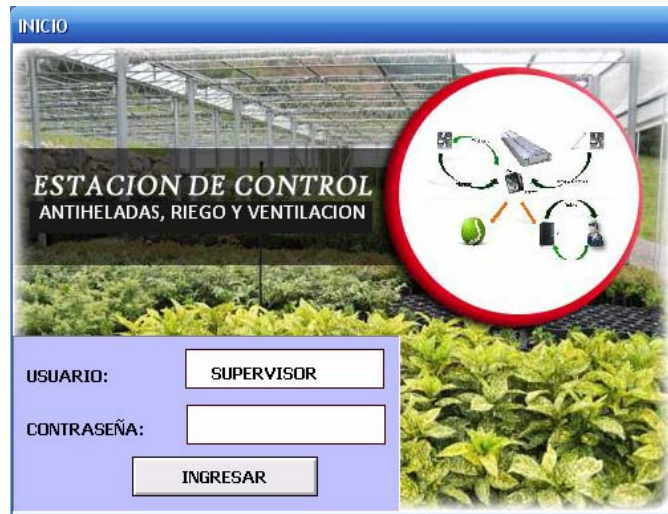 INICIO
ESTACION DE CONTROL
ANTIHELADAS, RIEGO Y VENTILACION
USUARIO:
SUPERVISOR
CONTRASEÑA:
INGRESAR